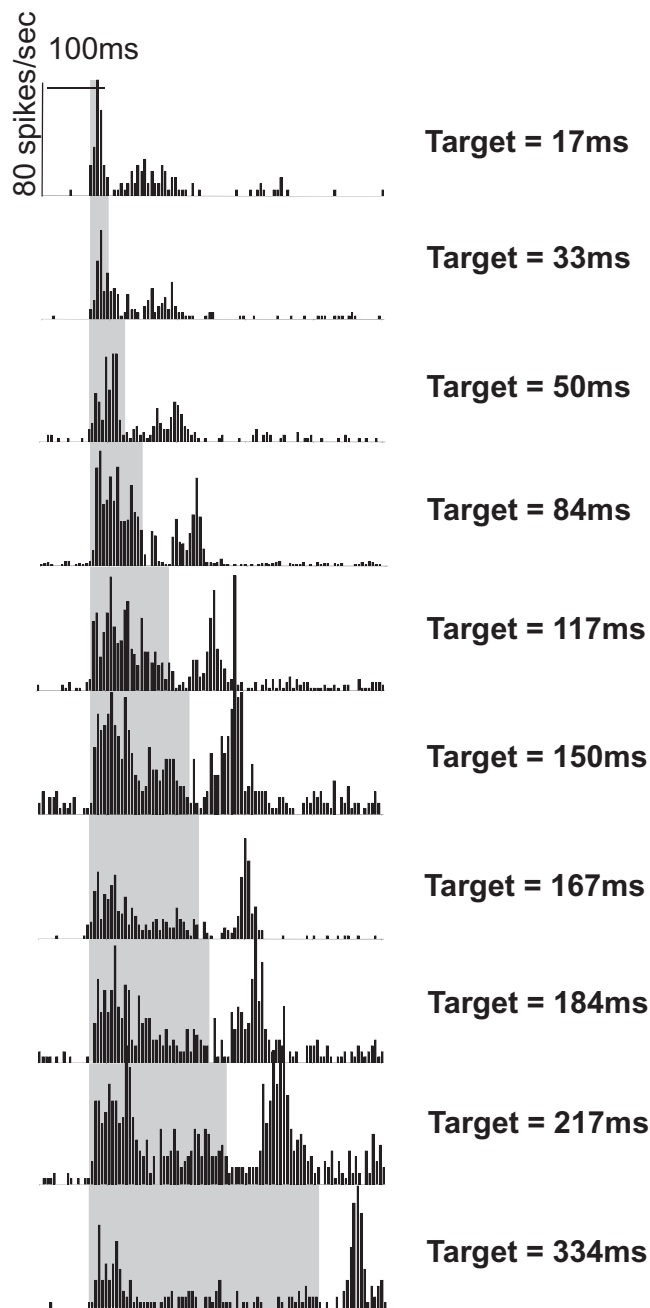 80 spikes/sec
100ms
Target = 17ms
Target = 33ms
Target = 50ms
Target = 84ms
Target = 117ms
Target = 150ms
Target = 167ms
Target = 184ms
Target = 217ms
Target = 334ms